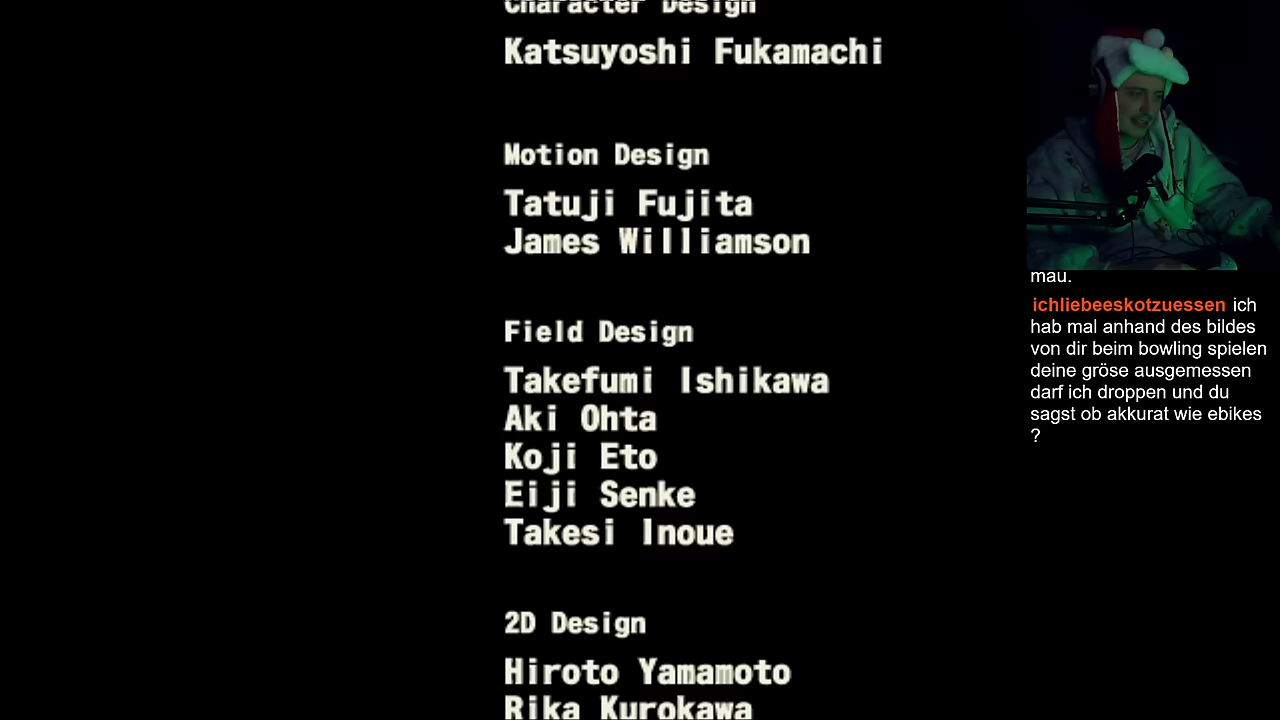 Character Design
Katsuyoshi Fukamachi
Motion Design
Tatuji Fujita
James Williamson
Field Design
Takefumi Ishikawa
Aki Ohta
Koji Eto
Eiji Senke
Takesi Inoue
2D Design
Hiroto Yamamoto
Rika Kurokawa
mau.
ichliebeeskotzuessen ich
hab mal anhand des bildes
von dir beim bowling spielen
deine gröse ausgemessen
darf ich droppen und du
sagst ob akkurat wie ebikes
?